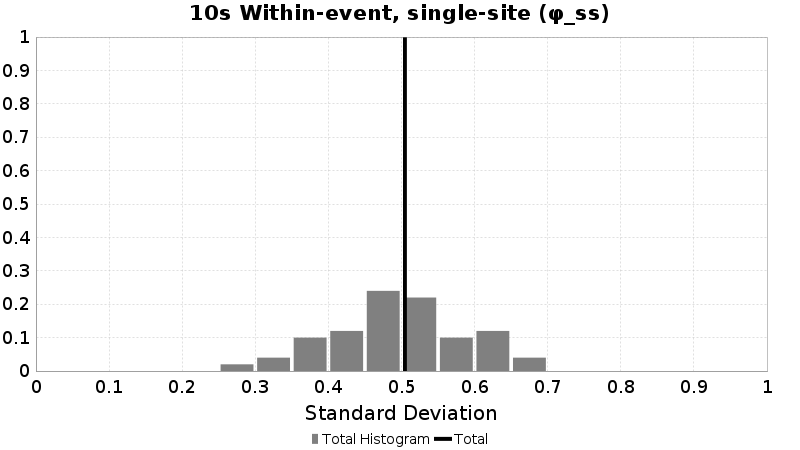 10s Within-event, single-site (φ_ss)
1
0.9
0.8
0.7
0.6
0.5
0.4
0.3
0.2
0.1
0
0 0.1 0.2 0.3 0.4 0.5 0.6 0.7 0.8 0.9 1
Standard Deviation
Total Histogram Total